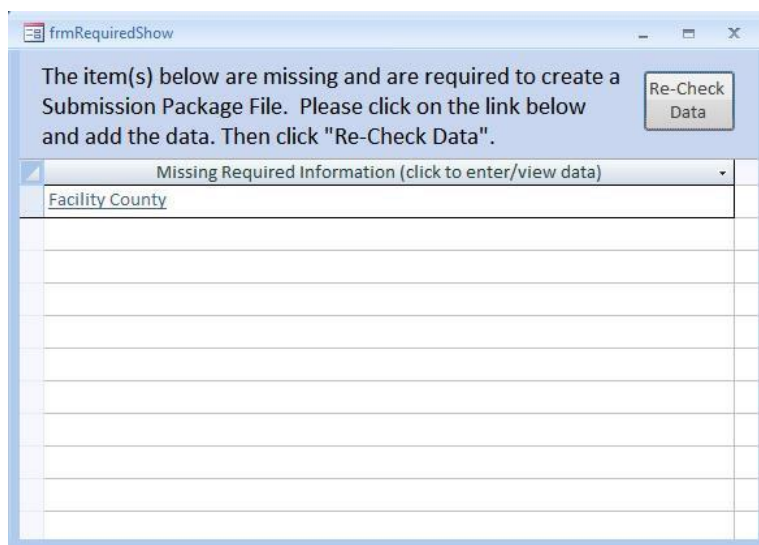 frmRequiredShow
The item(s) below are missing and are required to create a
Submission Package File.  Please click on the link below
and add the data. Then click "Re-Check Data".
Re-Check
Data
Missing Required Information (click to enter/view data)
Facility County